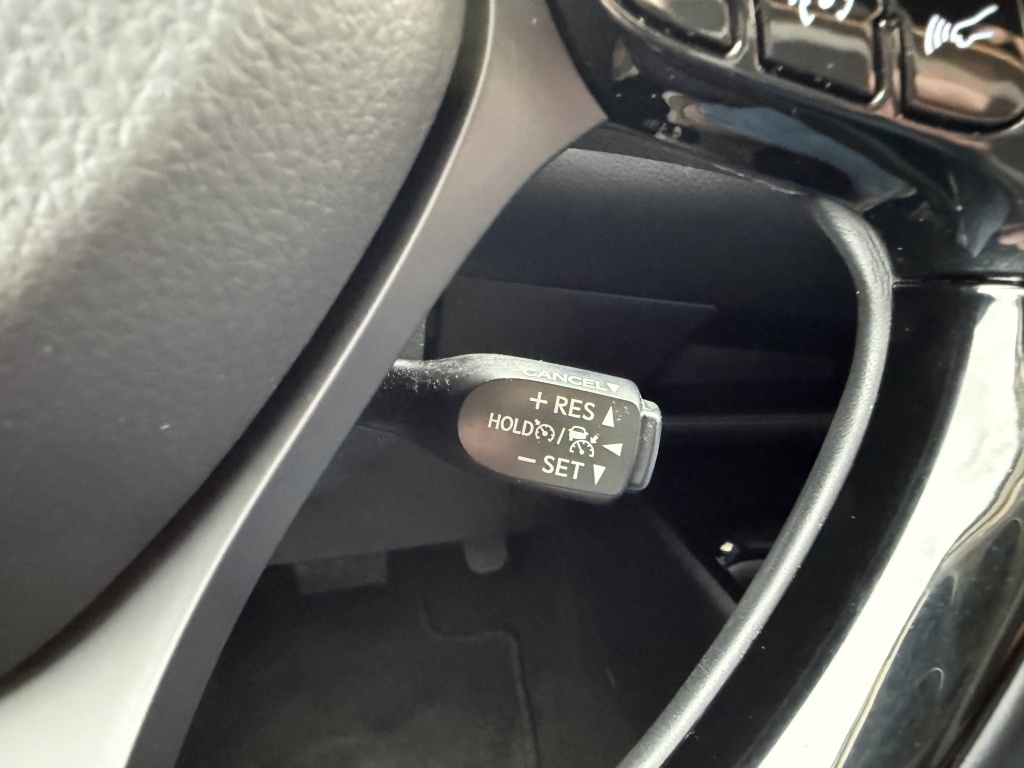 CANCEL▼
+ RES ▲
HOLD / ◀
− SET ▼